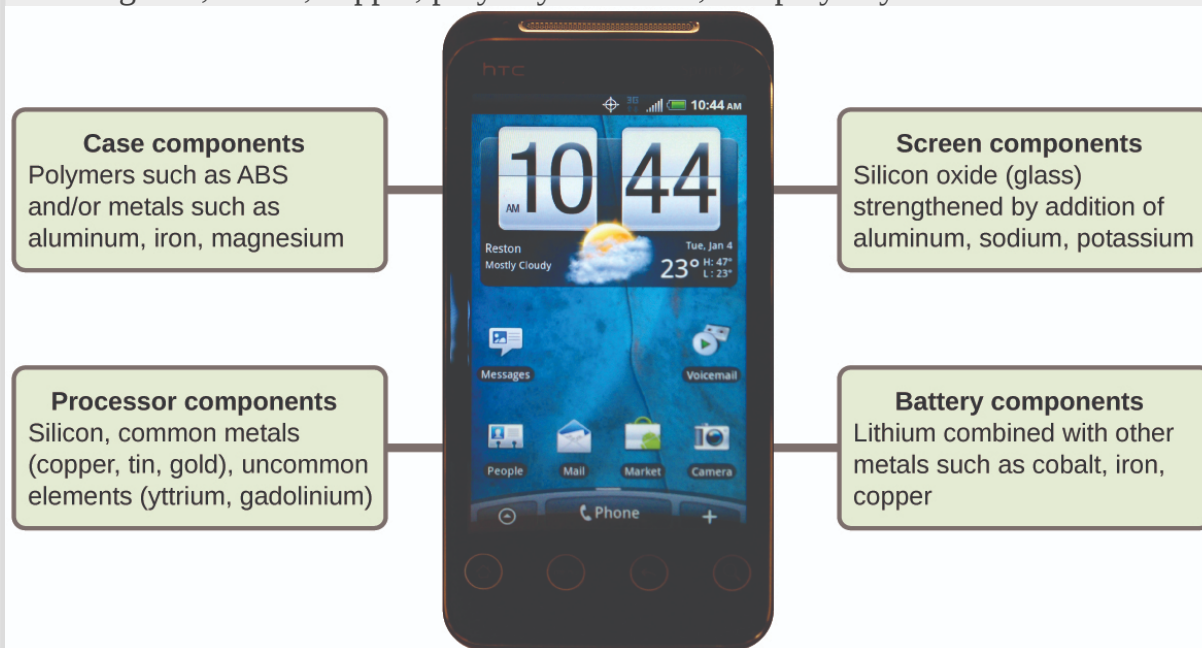 htc
3G
10:44 AM
10 44
AM
Reston
Mostly Cloudy
Tue, Jan 4
23° H: 47°
L: 23°
Messages
Voicemail
People
Mail
Market
Camera
Phone
Case components
Polymers such as ABS
and/or metals such as
aluminum, iron, magnesium
Screen components
Silicon oxide (glass)
strengthened by addition of
aluminum, sodium, potassium
Processor components
Silicon, common metals
(copper, tin, gold), uncommon
elements (yttrium, gadolinium)
Battery components
Lithium combined with other
metals such as cobalt, iron,
copper